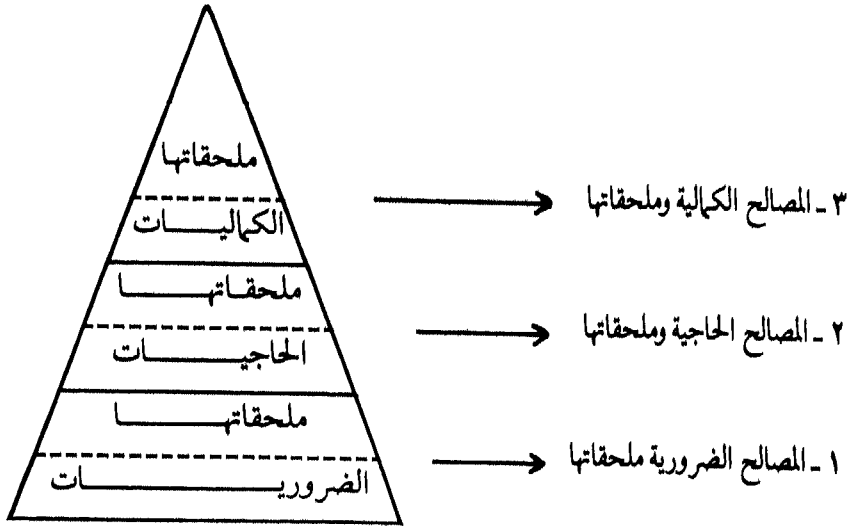 ملحقاتها
الكماليات
٣ ـ المصالح الكمالية وملحقاتها
ملحقاتها
الحاجيات
٢ ـ المصالح الحاجية وملحقاتها
ملحقاتها
الضروريات
١ ـ المصالح الضرورية ملحقاتها